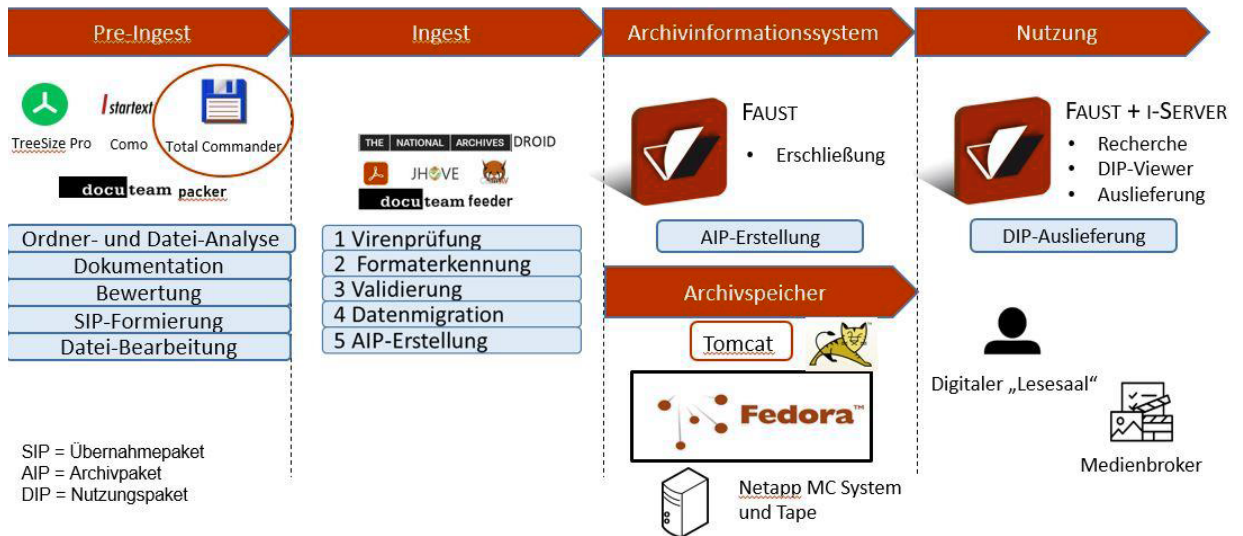 Pre-Ingest
Ingest
Archivinformationssystem
Nutzung
TreeSize Pro
startext
Como
Total Commander
docuteam packer
Ordner- und Datei-Analyse
Dokumentation
Bewertung
SIP-Formierung
Datei-Bearbeitung
SIP = Übernahmepaket
AIP = Archivpaket
DIP = Nutzungspaket
THE NATIONAL ARCHIVES DROID
JHOVE
docuteam feeder
1 Virenprüfung
2 Formaterkennung
3 Validierung
4 Datenmigration
5 AIP-Erstellung
FAUST
• Erschließung
AIP-Erstellung
Archivspeicher
Tomcat
Fedora™
Netapp MC System
und Tape
FAUST + I-SERVER
• Recherche
• DIP-Viewer
• Auslieferung
DIP-Auslieferung
Digitaler „Lesesaal“
Medienbroker